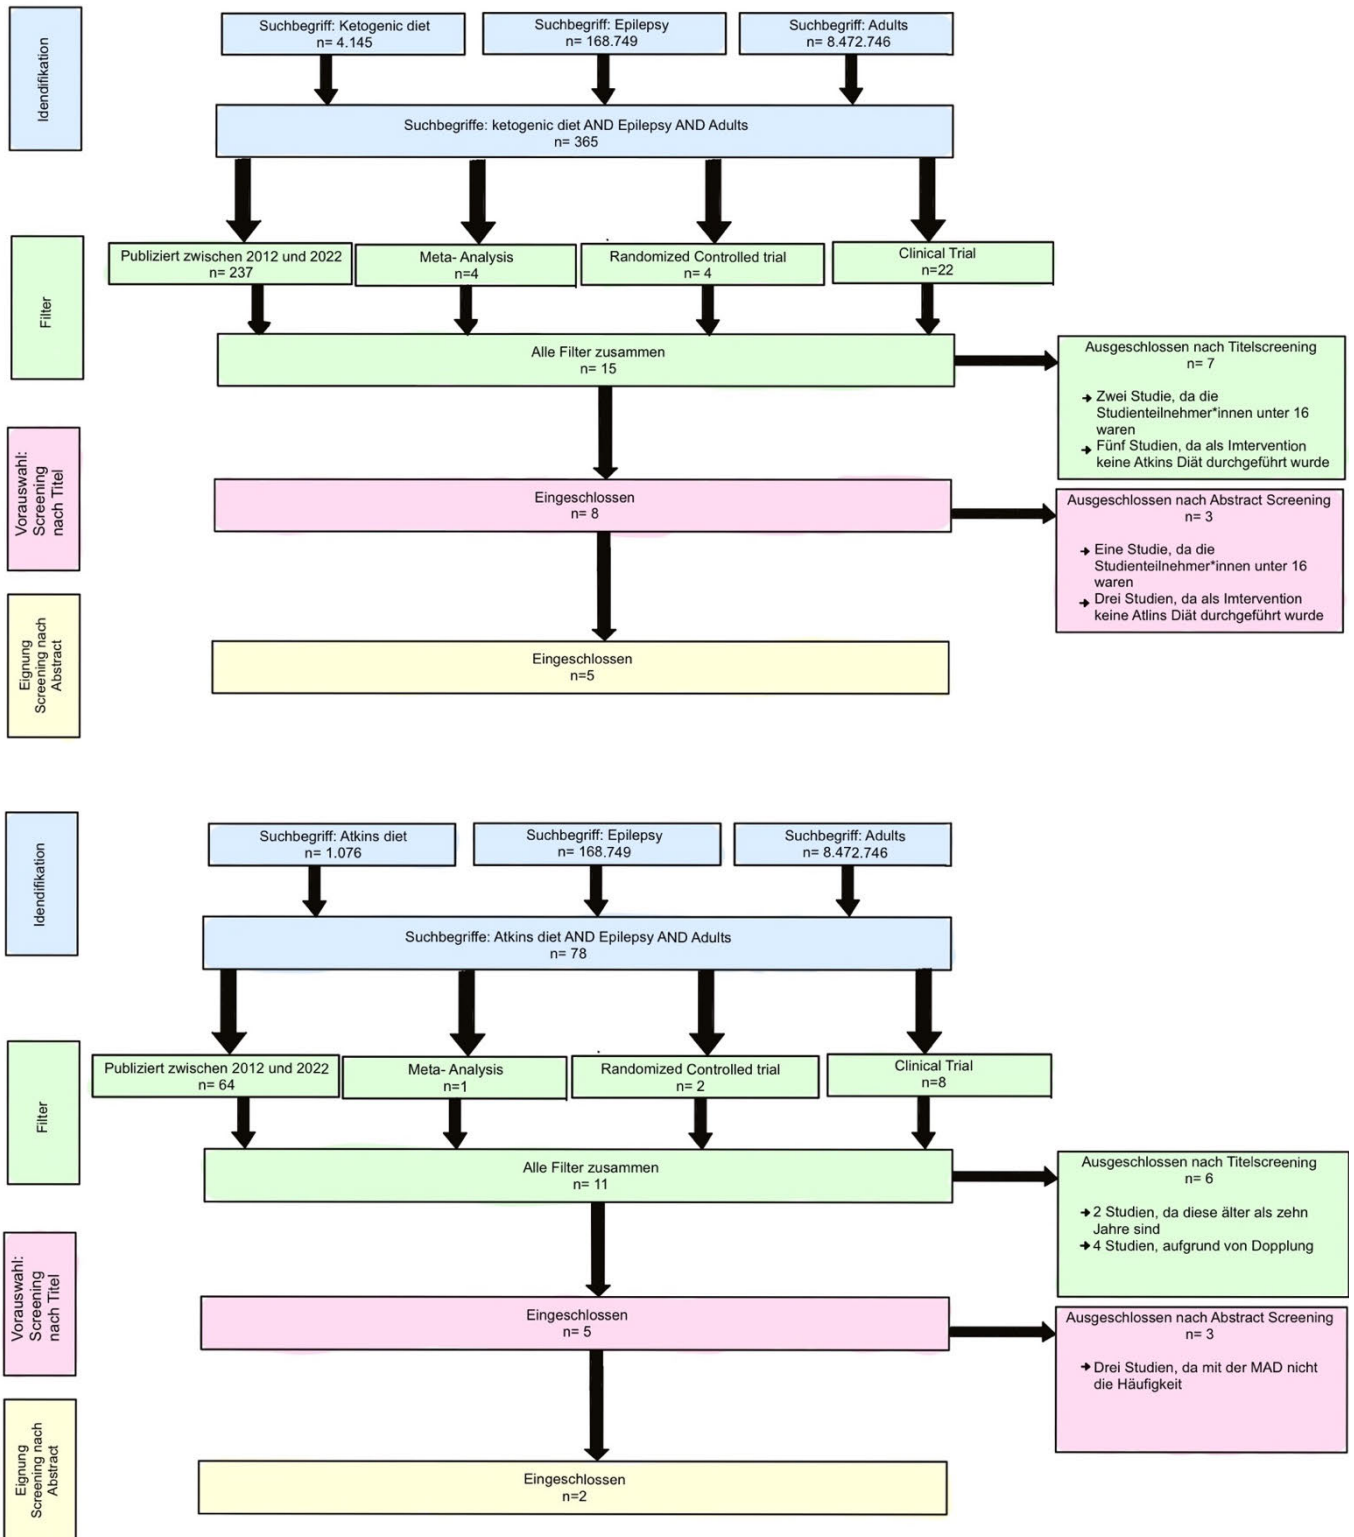 Idendifikation
Suchbegriff: Ketogenic diet
n= 4.145
Suchbegriff: Epilepsy
n= 168.749
Suchbegriff: Adults
n= 8.472.746
Suchbegriffe: ketogenic diet AND Epilepsy AND Adults
n= 365
Filter
Publiziert zwischen 2012 und 2022
n= 237
Meta- Analysis
n=4
Randomized Controlled trial
n= 4
Clinical Trial
n=22
Alle Filter zusammen
n= 15
Ausgeschlossen nach Titelscreening
n= 7
➔ Zwei Studie, da die
Studienteilnehmer*innen unter 16
waren
➔ Fünf Studien, da als Imtervention
keine Atkins Diät durchgeführt wurde
Vorauswahl:
Screening
nach Titel
Eingeschlossen
n= 8
Ausgeschlossen nach Abstract Screening
n= 3
➔ Eine Studie, da die
Studienteilnehmer*innen unter 16
waren
➔ Drei Studien, da als Imtervention
keine Atlins Diät durchgeführt wurde
Eignung
Screening nach
Abstract
Eingeschlossen
n=5
Idendifikation
Suchbegriff: Atkins diet
n= 1.076
Suchbegriff: Epilepsy
n= 168.749
Suchbegriff: Adults
n= 8.472.746
Suchbegriffe: Atkins diet AND Epilepsy AND Adults
n= 78
Filter
Publiziert zwischen 2012 und 2022
n= 64
Meta- Analysis
n=1
Randomized Controlled trial
n= 2
Clinical Trial
n=8
Alle Filter zusammen
n= 11
Ausgeschlossen nach Titelscreening
n= 6
➔ 2 Studien, da diese älter als zehn
Jahre sind
➔ 4 Studien, aufgrund von Dopplung
Vorauswahl:
Screening
nach Titel
Eingeschlossen
n= 5
Ausgeschlossen nach Abstract Screening
n= 3
➔ Drei Studien, da mit der MAD nicht
die Häufigkeit
Eignung
Screening nach
Abstract
Eingeschlossen
n=2